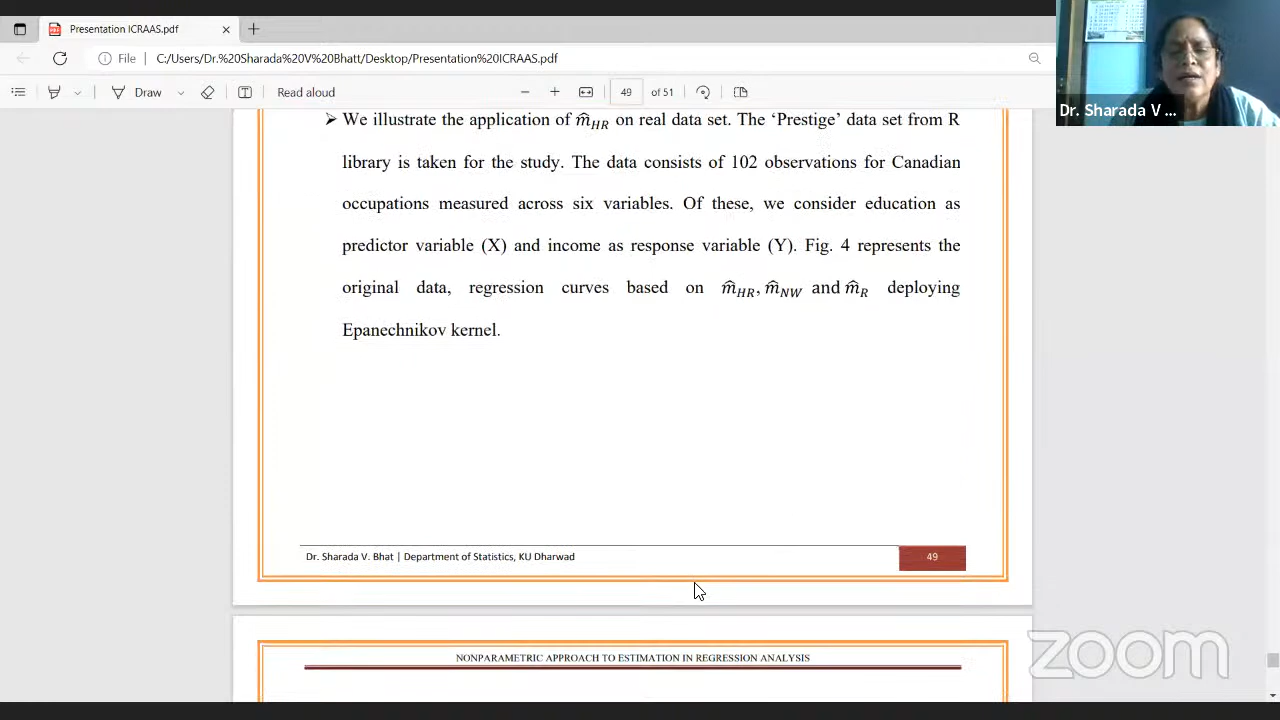 Presentation ICRAAS.pdf
File C:/Users/Dr.%20Sharada%20V%20Bhatt/Desktop/Presentation%20ICRAAS.pdf
Draw Read aloud 49 of 51
Dr. Sharada V ...
➢ We illustrate the application of m̂HR on real data set. The ‘Prestige’ data set from R
library is taken for the study. The data consists of 102 observations for Canadian
occupations measured across six variables. Of these, we consider education as
predictor variable (X) and income as response variable (Y). Fig. 4 represents the
original data, regression curves based on m̂HR, m̂NW and m̂R deploying
Epanechnikov kernel.
Dr. Sharada V. Bhat | Department of Statistics, KU Dharwad 49
zoom
NONPARAMETRIC APPROACH TO ESTIMATION IN REGRESSION ANALYSIS